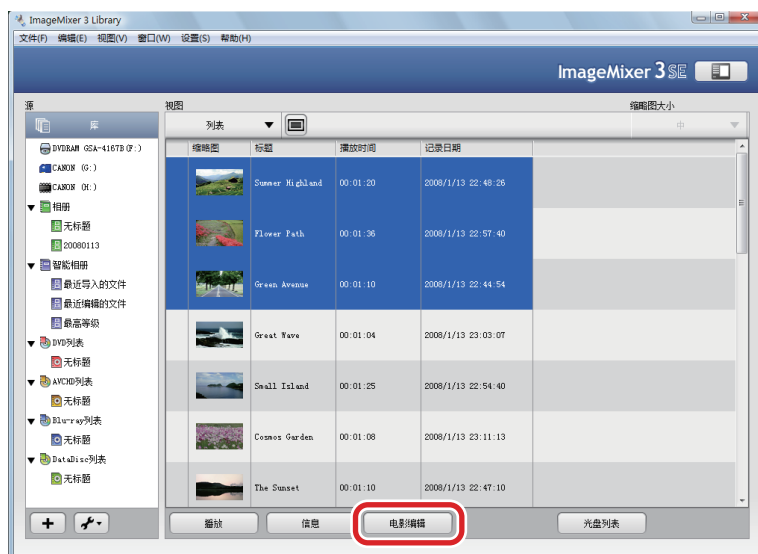 ImageMixer 3 Library
文件(F) 编辑(E) 视图(V) 窗口(W) 设置(S) 帮助(H)
ImageMixer 3 SE
源
视图
缩略图大小
库
列表
中
DVDRAM GSA-4167B(F:)
CANON (G:)
CANON (H:)
相册
无标题
20080113
智能相册
最近导入的文件
最近编辑的文件
最高等级
DVD列表
无标题
AVCHD列表
无标题
Blu-ray列表
无标题
DataDisc列表
无标题
缩略图 标题 播放时间 记录日期
Summer Highland 00:01:20 2008/1/13 22:48:26
Flower Path 00:01:36 2008/1/13 22:57:40
Green Avenue 00:01:10 2008/1/13 22:44:54
Great Wave 00:01:04 2008/1/13 23:03:07
Small Island 00:01:25 2008/1/13 22:54:40
Cosmos Garden 00:01:08 2008/1/13 23:11:13
The Sunset 00:01:10 2008/1/13 22:47:10
播放 信息 电影编辑 光盘列表